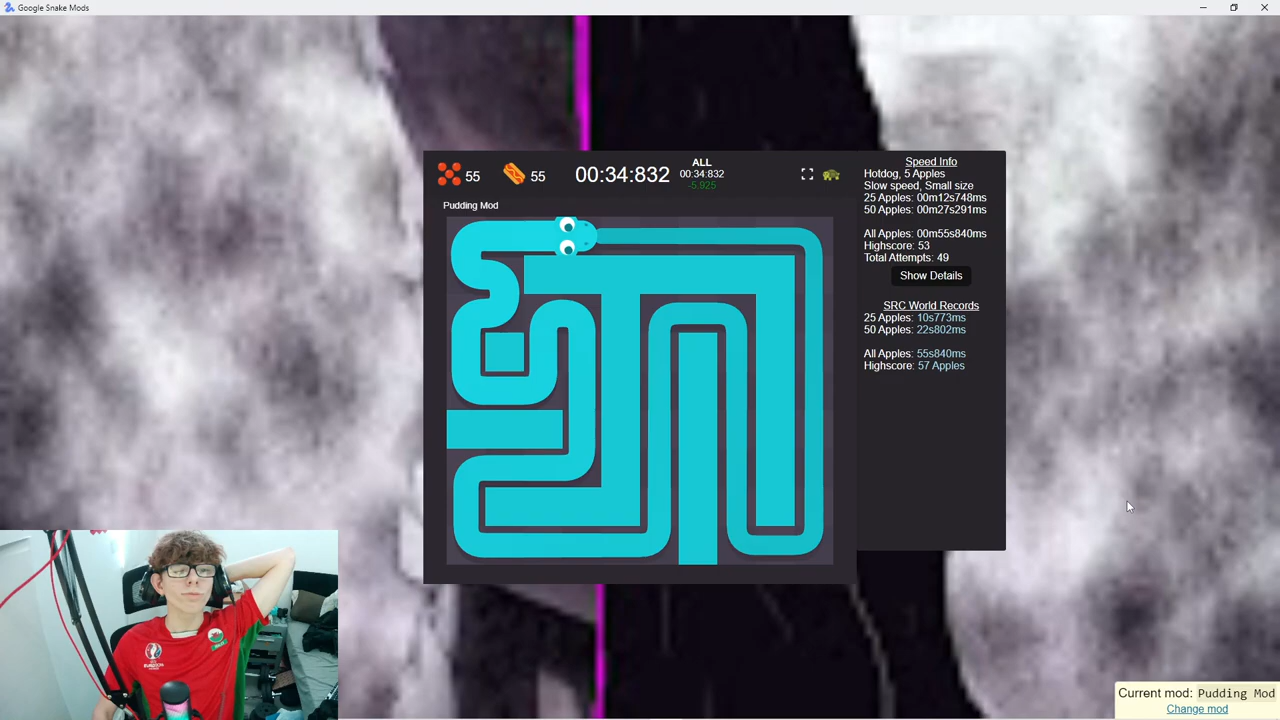 Google Snake Mods
55
55
00:34:832
ALL
00:34:832
-5.925
Pudding Mod
Speed Info
Hotdog, 5 Apples
Slow speed, Small size
25 Apples: 00m12s748ms
50 Apples: 00m27s291ms
All Apples: 00m55s840ms
Highscore: 53
Total Attempts: 49
Show Details
SRC World Records
25 Apples: 10s773ms
50 Apples: 22s802ms
All Apples: 55s840ms
Highscore: 57 Apples
Current mod: Pudding Mod
Change mod